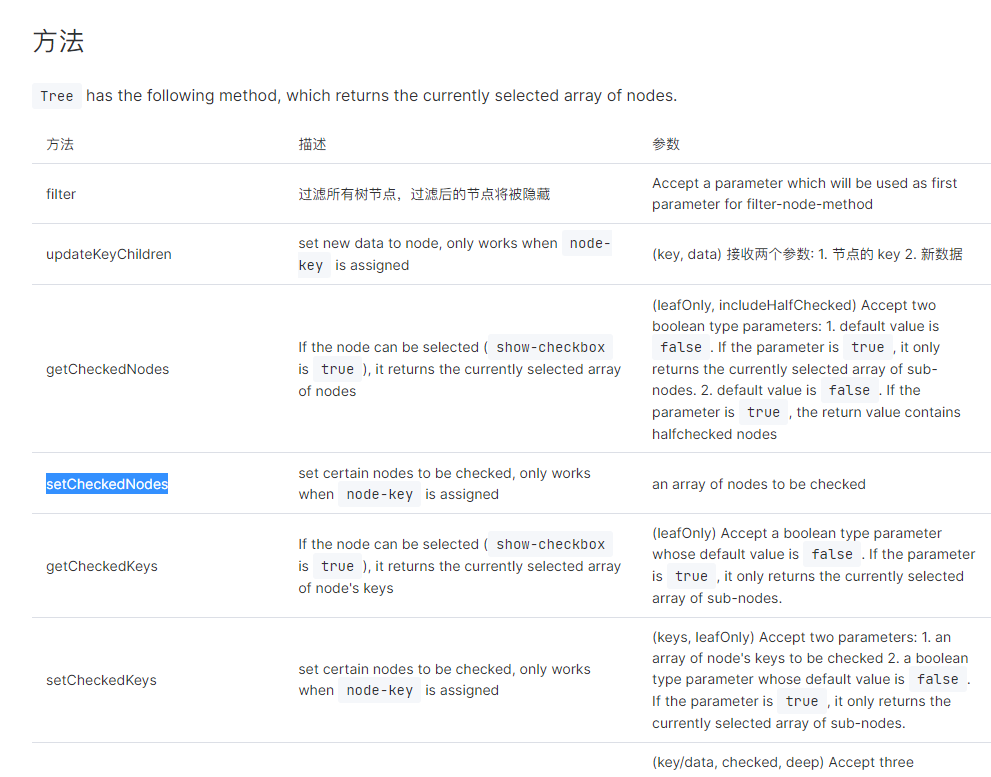 方法
Tree has the following method, which returns the currently selected array of nodes.
方法 描述 参数
filter
过滤所有树节点，过滤后的节点将被隐藏
Accept a parameter which will be used as first
parameter for filter-node-method
updateKeyChildren
set new data to node, only works when node-
key is assigned
(key, data) 接收两个参数: 1. 节点的 key 2. 新数据
getCheckedNodes
If the node can be selected ( show-checkbox
is true ), it returns the currently selected array
of nodes
(leafOnly, includeHalfChecked) Accept two
boolean type parameters: 1. default value is
false . If the parameter is true , it only
returns the currently selected array of sub-
nodes. 2. default value is false . If the
parameter is true , the return value contains
halfchecked nodes
setCheckedNodes
set certain nodes to be checked, only works
when node-key is assigned
an array of nodes to be checked
getCheckedKeys
If the node can be selected ( show-checkbox
is true ), it returns the currently selected array
of node's keys
(leafOnly) Accept a boolean type parameter
whose default value is false . If the parameter
is true , it only returns the currently selected
array of sub-nodes.
setCheckedKeys
set certain nodes to be checked, only works
when node-key is assigned
(keys, leafOnly) Accept two parameters: 1. an
array of node's keys to be checked 2. a boolean
type parameter whose default value is false .
If the parameter is true , it only returns the
currently selected array of sub-nodes.
(key/data, checked, deep) Accept three